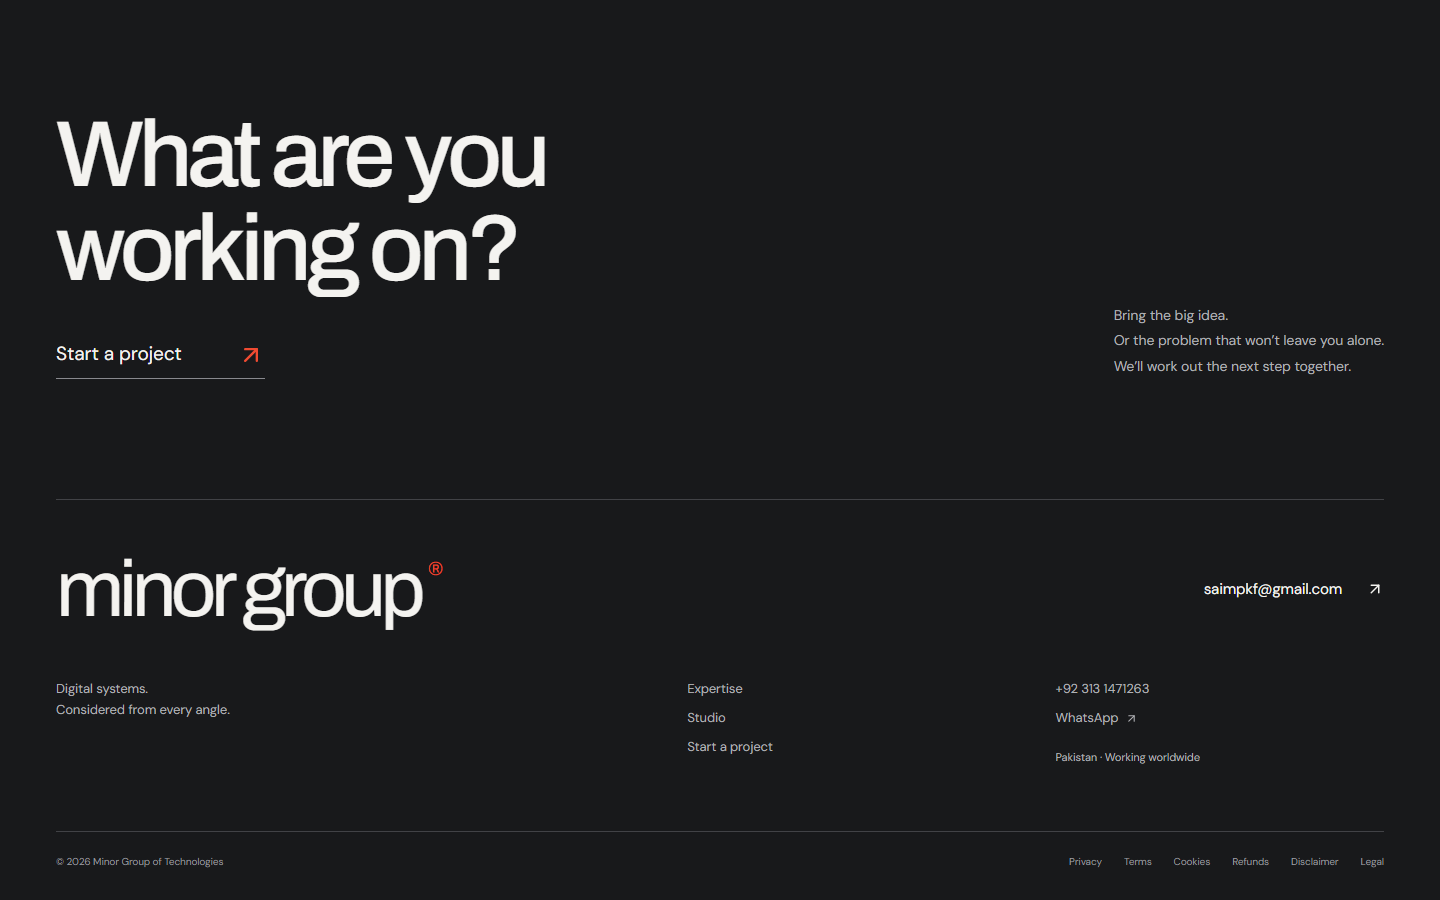 What are you
working on?
Start a project
Bring the big idea.
Or the problem that won’t leave you alone.
We’ll work out the next step together.
minor group®
saimpkf@gmail.com
Digital systems.
Considered from every angle.
Expertise
Studio
Start a project
+92 313 1471263
WhatsApp
Pakistan · Working worldwide
© 2026 Minor Group of Technologies
Privacy Terms Cookies Refunds Disclaimer Legal